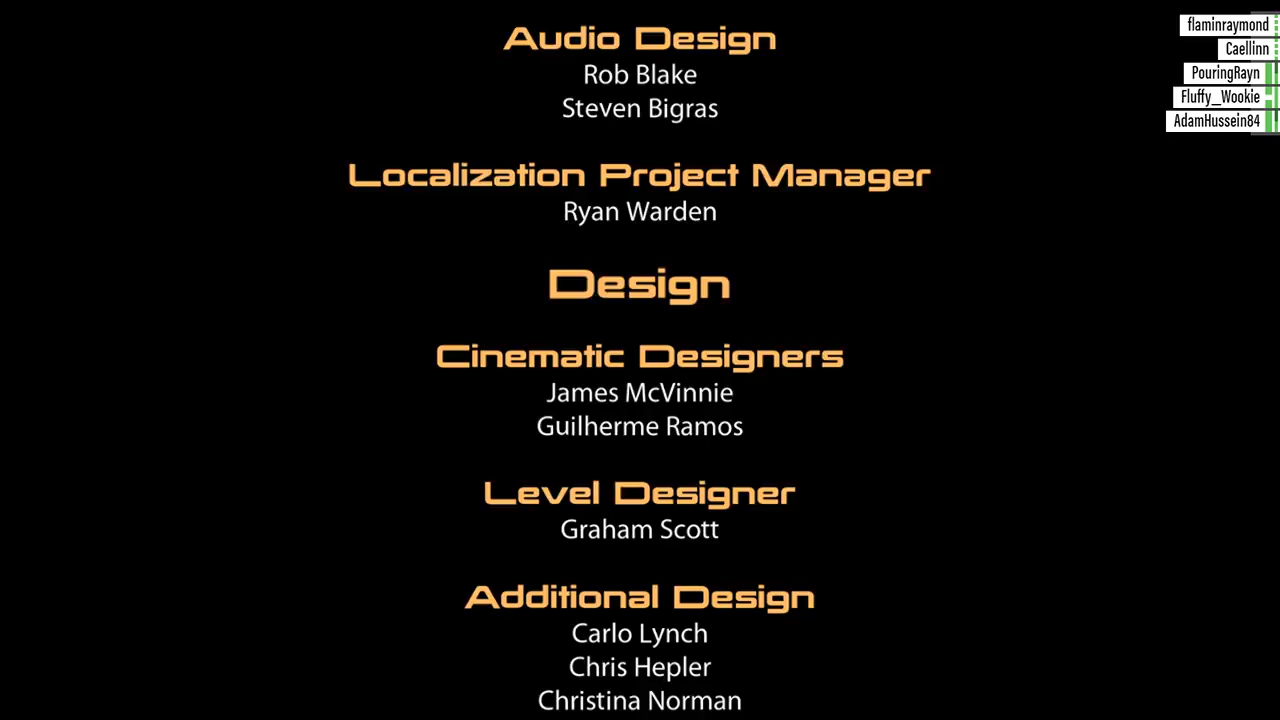 Audio Design
Rob Blake
Steven Bigras
Localization Project Manager
Ryan Warden
Design
Cinematic Designers
James McVinnie
Guilherme Ramos
Level Designer
Graham Scott
Additional Design
Carlo Lynch
Chris Hepler
Christina Norman
flaminraymond
Caellinn
PouringRayn
Fluffy_Wookie
AdamHussein84